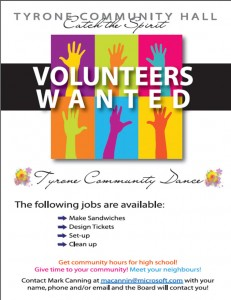 TYRONE COMMUNITY HALL
Catch the Spirit
VOLUNTEERS
WANTED
Tyrone Community Dance
The following jobs are available:
Make Sandwiches
Design Tickets
Set-up
Clean up
Get community hours for high school!
Give time to your community! Meet your neighbours!
Contact Mark Canning at macannin@microsoft.com with your
name, phone and/or email and the Board will contact you!